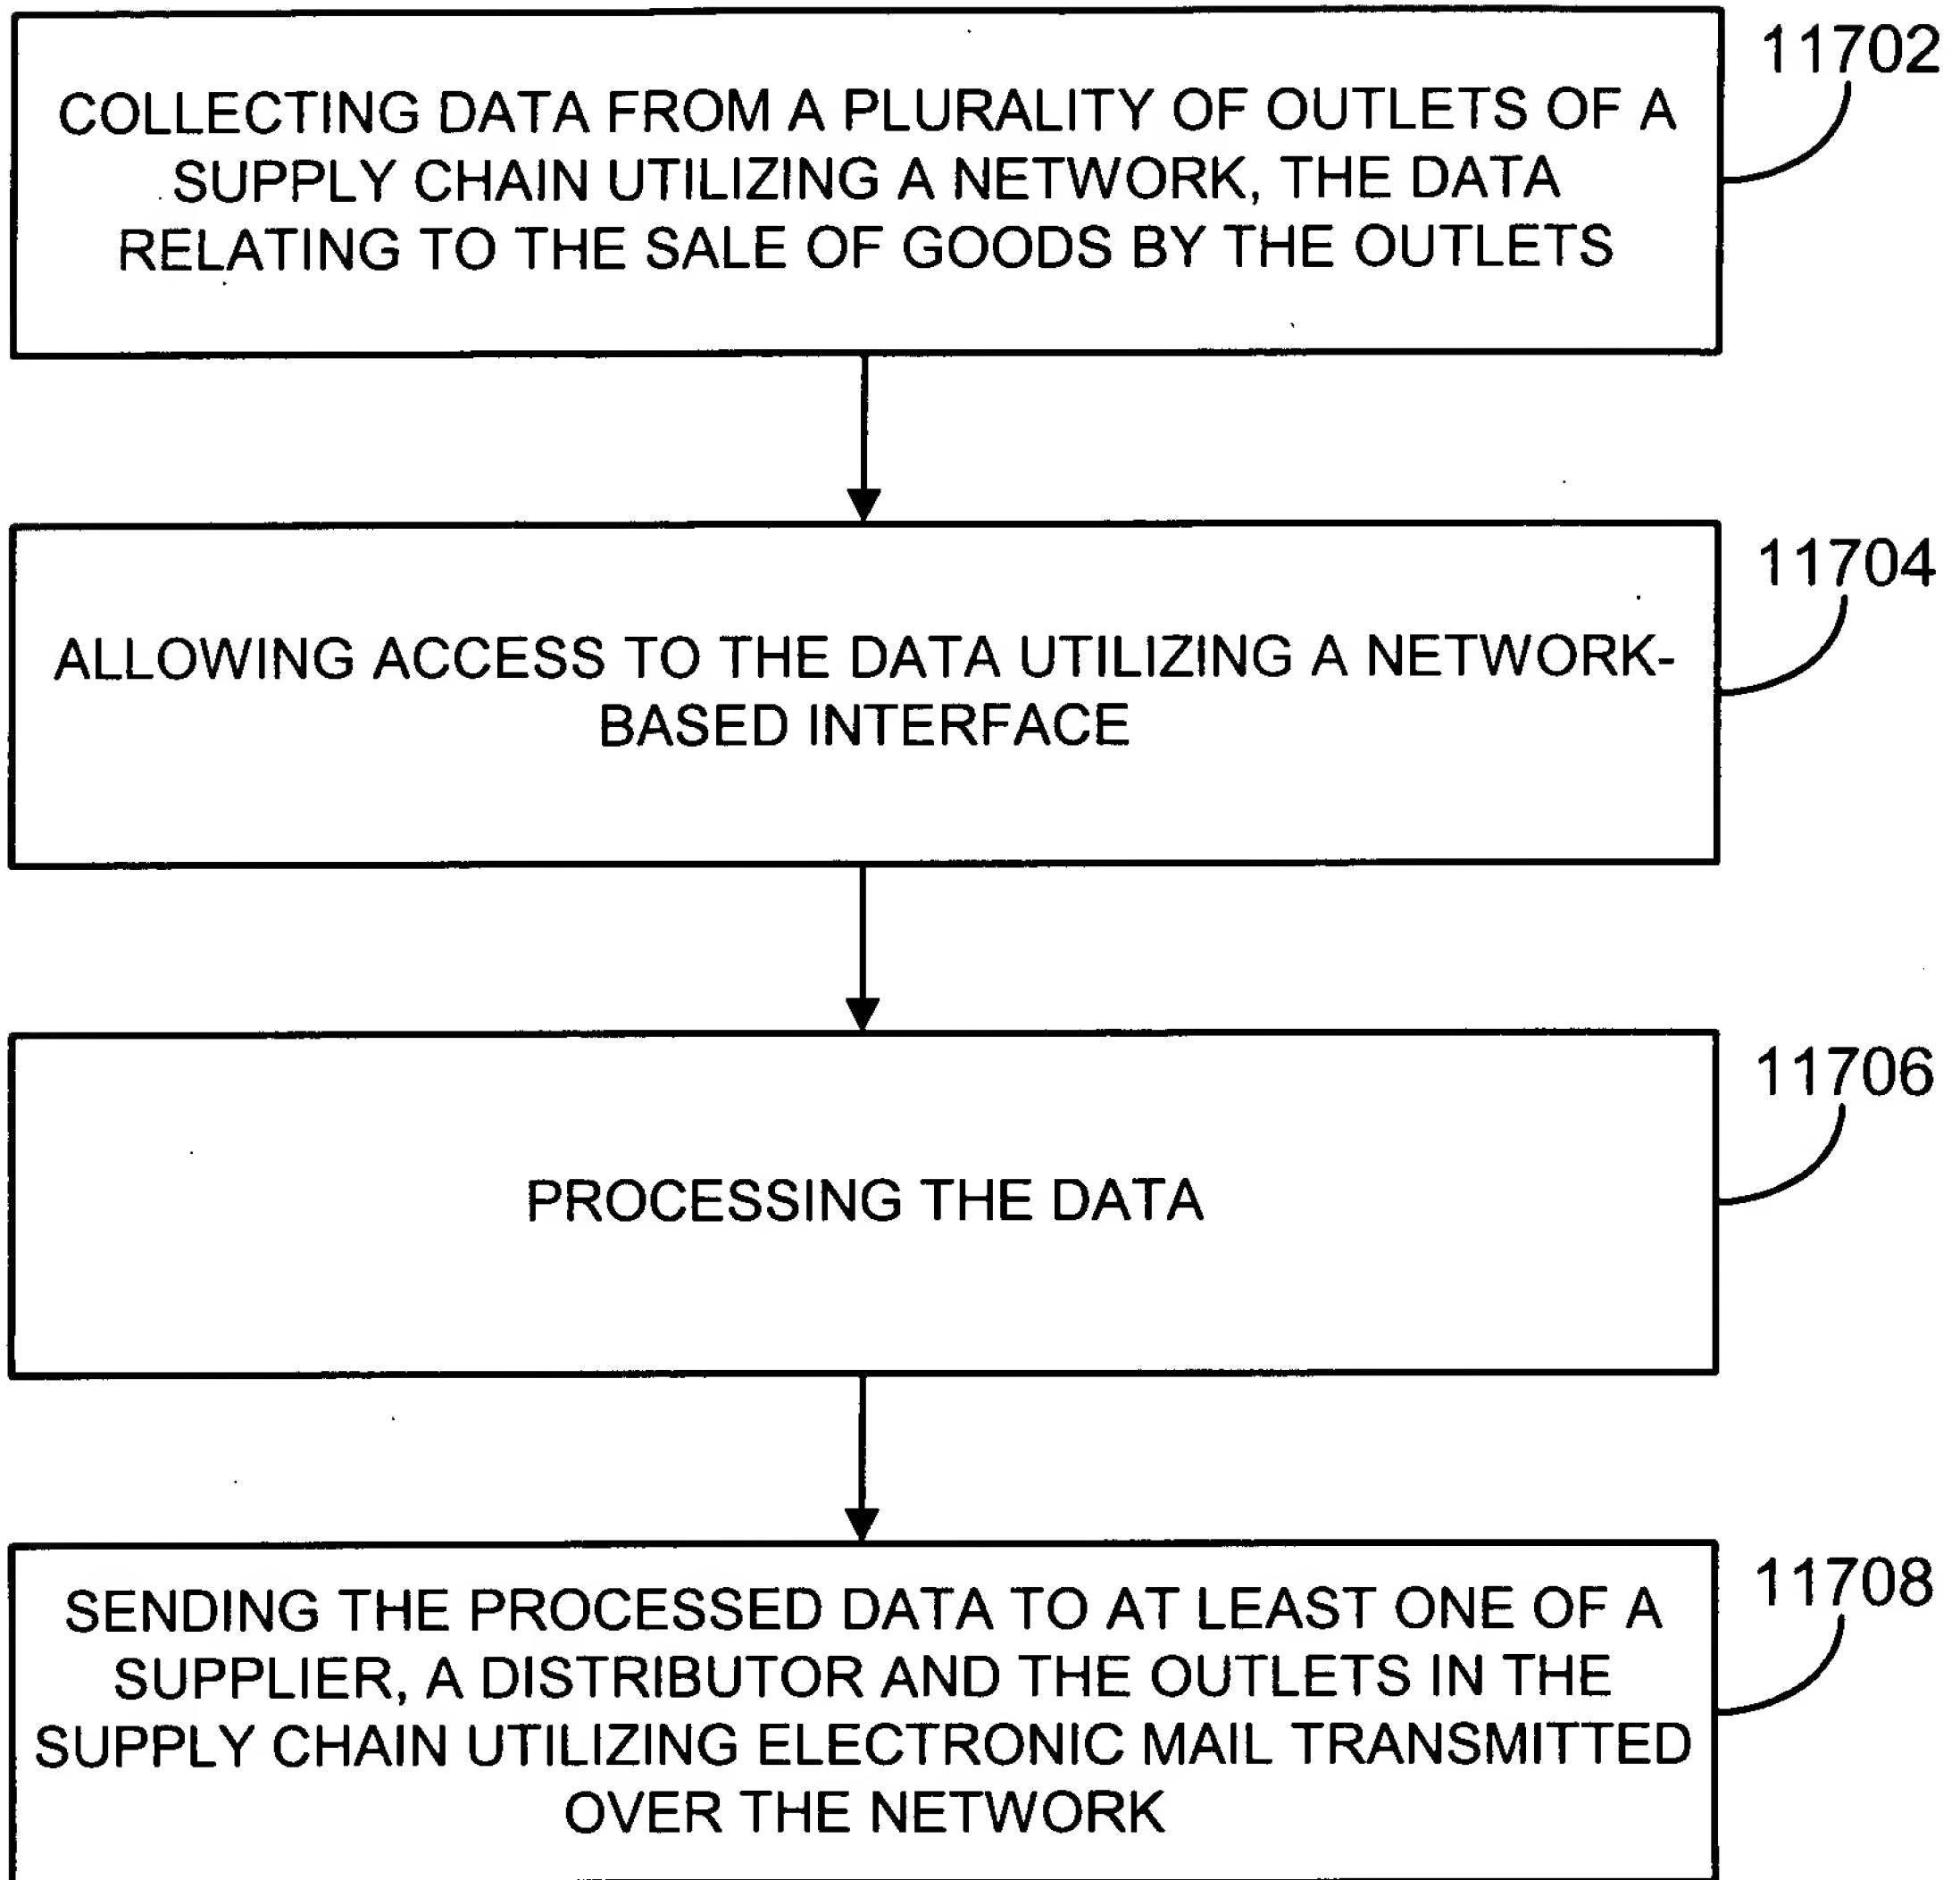 11702
COLLECTING DATA FROM A PLURALITY OF OUTLETS OF A
SUPPLY CHAIN UTILIZING A NETWORK, THE DATA
RELATING TO THE SALE OF GOODS BY THE OUTLETS
11704
ALLOWING ACCESS TO THE DATA UTILIZING A NETWORK-
BASED INTERFACE
11706
PROCESSING THE DATA
11708
SENDING THE PROCESSED DATA TO AT LEAST ONE OF A
SUPPLIER, A DISTRIBUTOR AND THE OUTLETS IN THE
SUPPLY CHAIN UTILIZING ELECTRONIC MAIL TRANSMITTED
OVER THE NETWORK